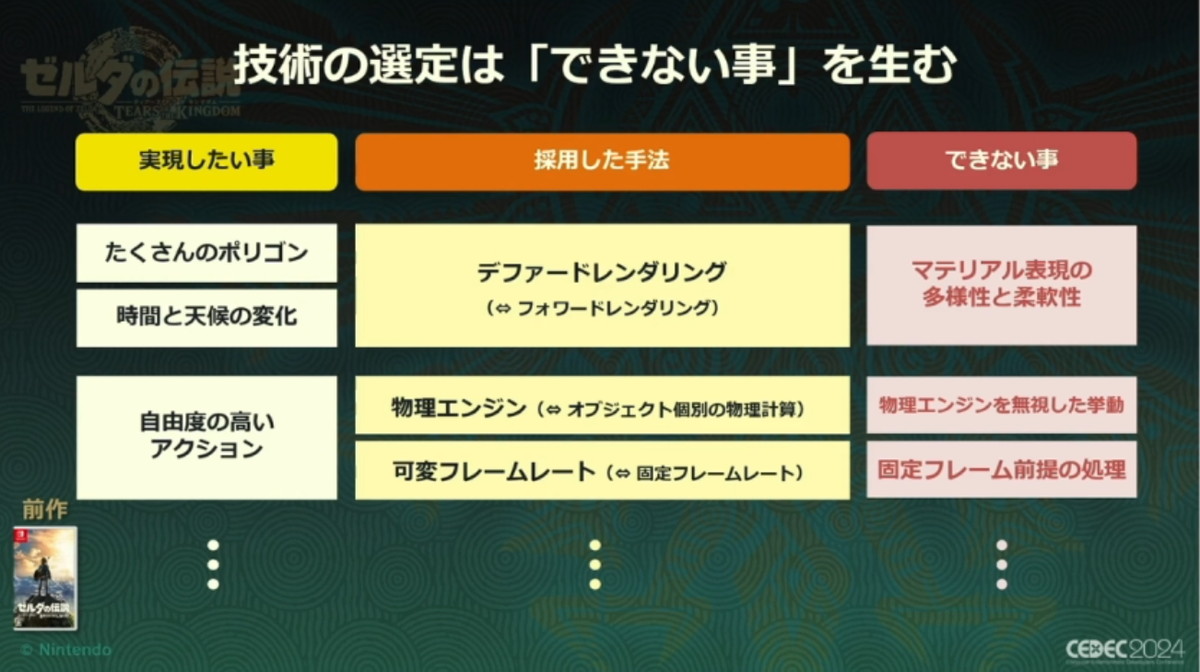 ゼルダの伝説
TEARS OF THE KINGDOM
技術の選定は「できない事」を生む
実現したい事
採用した手法
できない事
たくさんのポリゴン
時間と天候の変化
デファードレンダリング
（⇔ フォワードレンダリング）
マテリアル表現の
多様性と柔軟性
自由度の高い
アクション
物理エンジン（⇔ オブジェクト個別の物理計算）
可変フレームレート（⇔ 固定フレームレート）
物理エンジンを無視した挙動
固定フレーム前提の処理
前作
ゼルダの伝説
© Nintendo
CEDEC2024